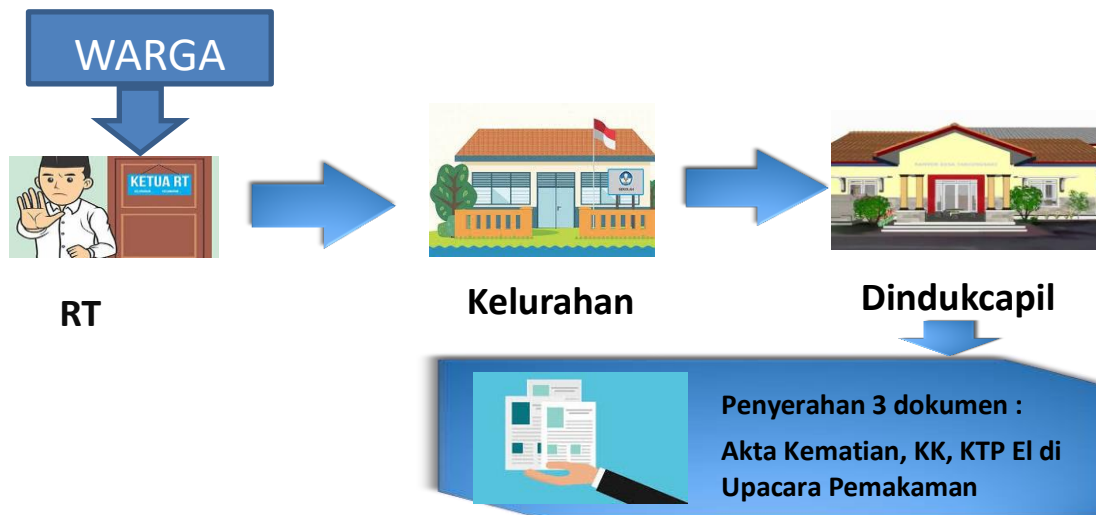 WARGA
KETUA RT
RT
Kelurahan
Dindukcapil
Penyerahan 3 dokumen :
Akta Kematian, KK, KTP El di
Upacara Pemakaman